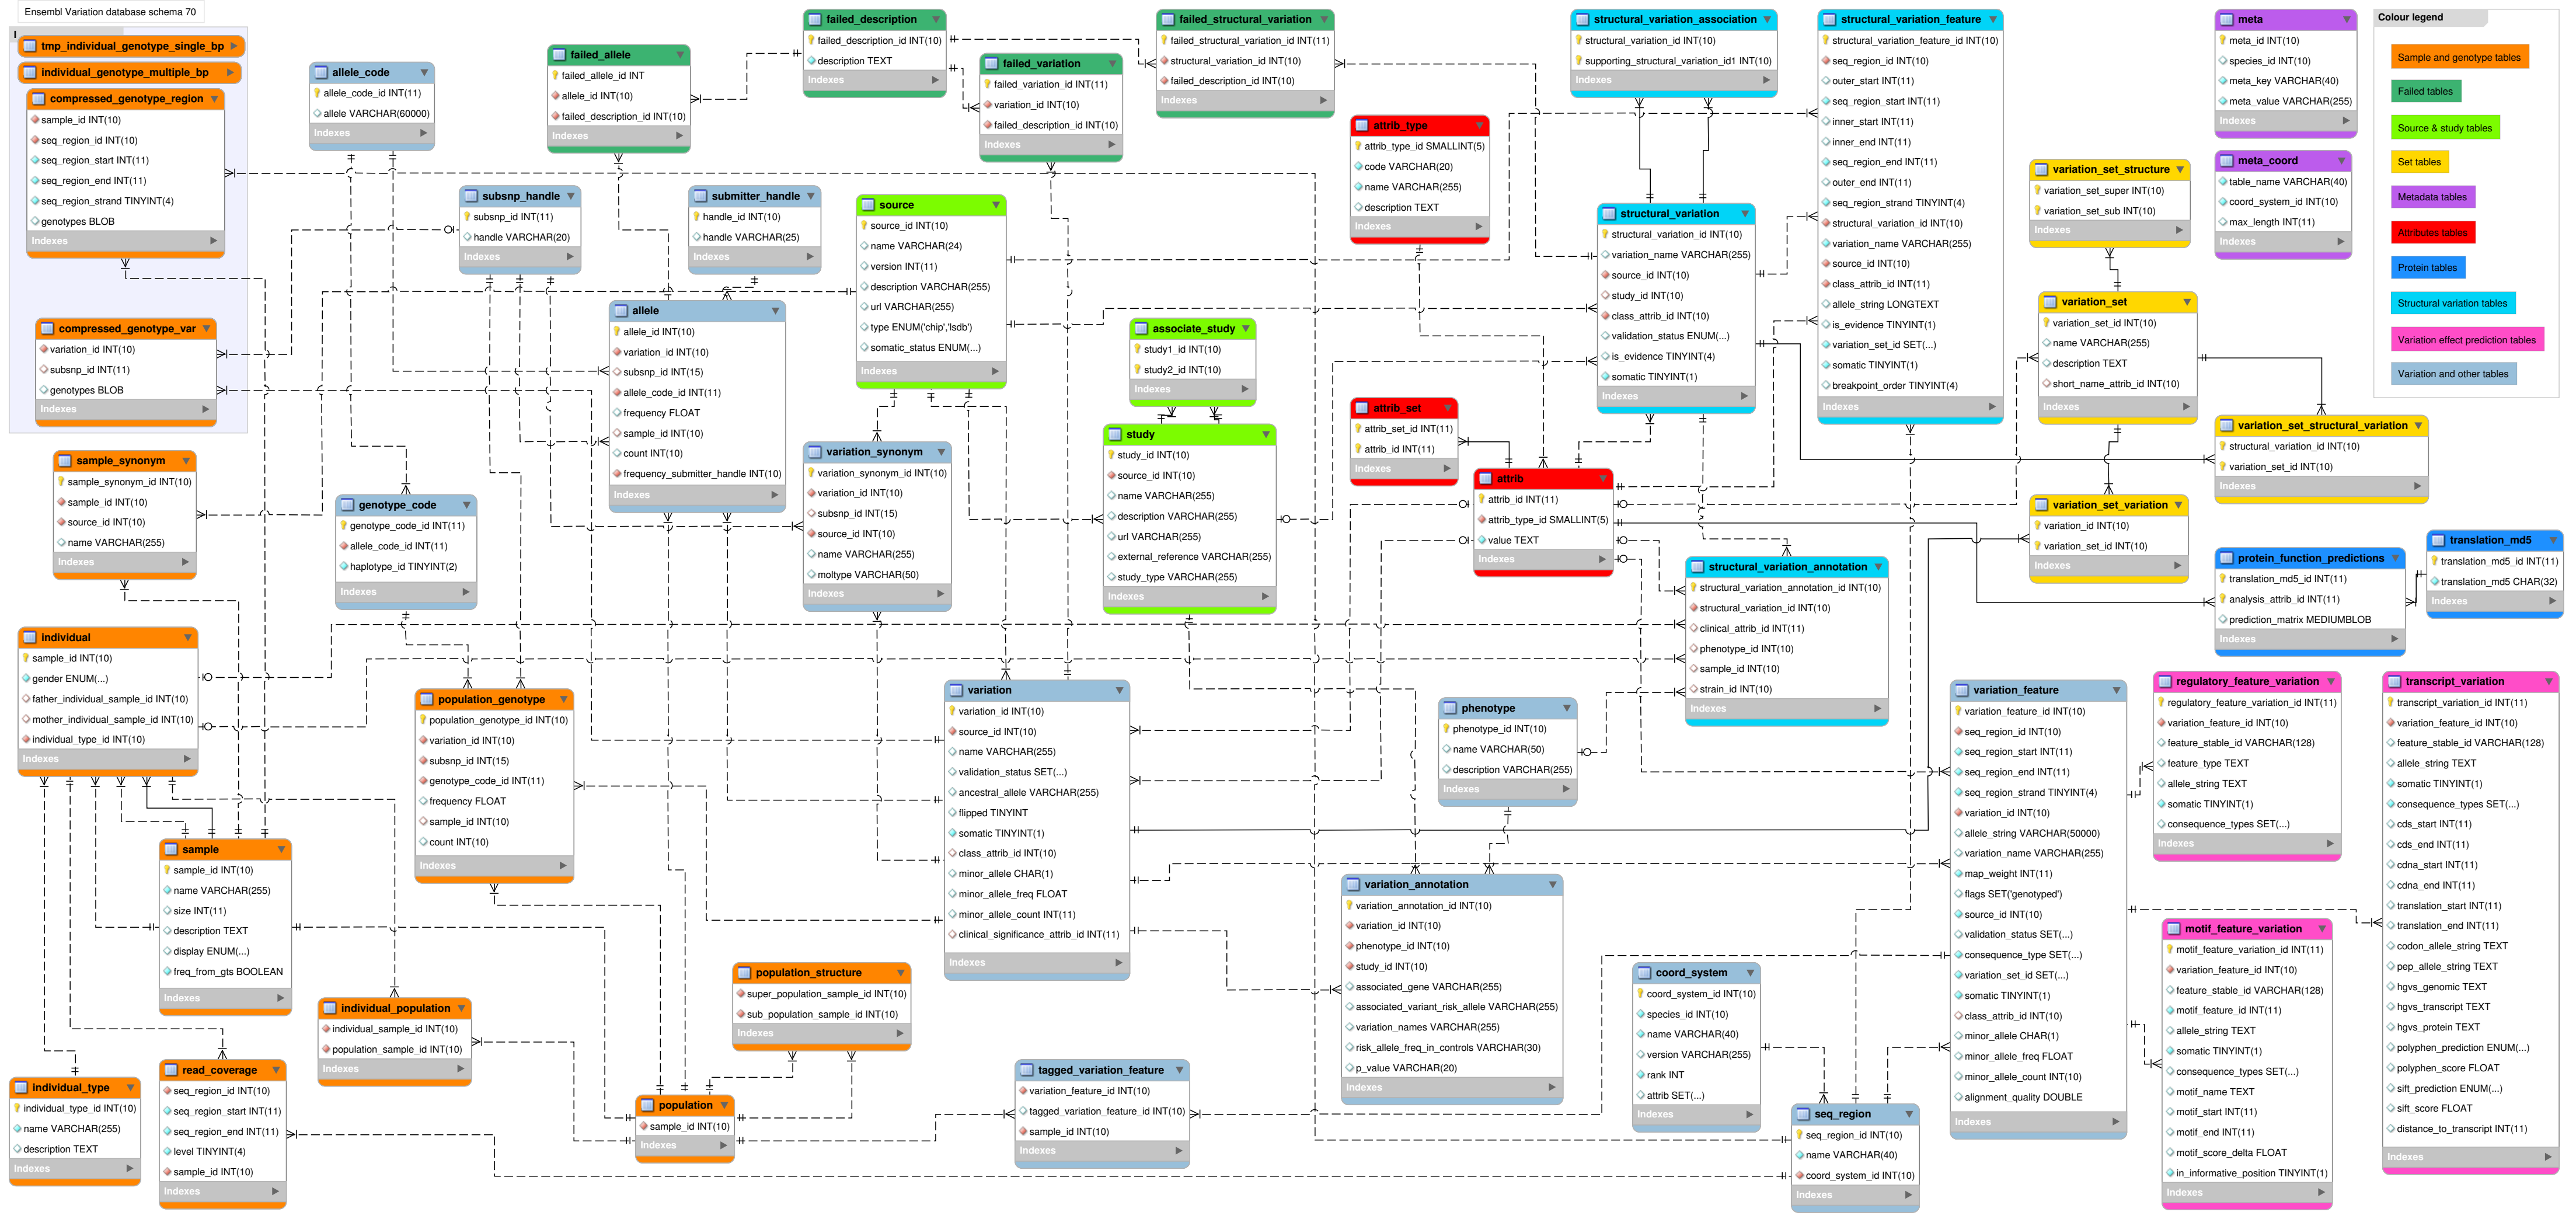 Ensembl Variation database schema 70
I
tmp_individual_genotype_single_bp
individual_genotype_multiple_bp
compressed_genotype_region
sample_id INT(10)
seq_region_id INT(10)
seq_region_start INT(11)
seq_region_end INT(11)
seq_region_strand TINYINT(4)
genotypes BLOB
Indexes
compressed_genotype_var
variation_id INT(10)
subsnp_id INT(11)
genotypes BLOB
Indexes
allele_code
allele_code_id INT(11)
allele VARCHAR(60000)
Indexes
failed_allele
failed_allele_id INT
allele_id INT(10)
failed_description_id INT(10)
Indexes
failed_description
failed_description_id INT(10)
description TEXT
Indexes
failed_variation
failed_variation_id INT(11)
variation_id INT(10)
failed_description_id INT(10)
Indexes
failed_structural_variation
failed_structural_variation_id INT(11)
structural_variation_id INT(10)
failed_description_id INT(10)
Indexes
structural_variation_association
structural_variation_id INT(10)
supporting_structural_variation_id1 INT(10)
Indexes
structural_variation_feature
structural_variation_feature_id INT(10)
seq_region_id INT(10)
outer_start INT(11)
seq_region_start INT(11)
inner_start INT(11)
inner_end INT(11)
seq_region_end INT(11)
outer_end INT(11)
seq_region_strand TINYINT(4)
structural_variation_id INT(10)
variation_name VARCHAR(255)
source_id INT(10)
class_attrib_id INT(11)
allele_string LONGTEXT
is_evidence TINYINT(1)
variation_set_id SET(...)
somatic TINYINT(1)
breakpoint_order TINYINT(4)
Indexes
meta
meta_id INT(10)
species_id INT(10)
meta_key VARCHAR(40)
meta_value VARCHAR(255)
Indexes
meta_coord
table_name VARCHAR(40)
coord_system_id INT(10)
max_length INT(11)
Indexes
Colour legend
Sample and genotype tables
Failed tables
Source & study tables
Set tables
Metadata tables
Attributes tables
Protein tables
Structural variation tables
Variation effect prediction tables
Variation and other tables
subsnp_handle
subsnp_id INT(11)
handle VARCHAR(20)
Indexes
submitter_handle
handle_id INT(10)
handle VARCHAR(25)
Indexes
source
source_id INT(10)
name VARCHAR(24)
version INT(11)
description VARCHAR(255)
url VARCHAR(255)
type ENUM('chip','lsdb')
somatic_status ENUM(...)
Indexes
attrib_type
attrib_type_id SMALLINT(5)
code VARCHAR(20)
name VARCHAR(255)
description TEXT
Indexes
structural_variation
structural_variation_id INT(10)
variation_name VARCHAR(255)
source_id INT(10)
study_id INT(10)
class_attrib_id INT(10)
validation_status ENUM(...)
is_evidence TINYINT(4)
somatic TINYINT(1)
Indexes
variation_set_structure
variation_set_super INT(10)
variation_set_sub INT(10)
Indexes
variation_set
variation_set_id INT(10)
name VARCHAR(255)
description TEXT
short_name_attrib_id INT(10)
Indexes
variation_set_structural_variation
structural_variation_id INT(10)
variation_set_id INT(10)
Indexes
variation_set_variation
variation_id INT(10)
variation_set_id INT(10)
Indexes
allele
allele_id INT(10)
variation_id INT(10)
subsnp_id INT(15)
allele_code_id INT(11)
frequency FLOAT
sample_id INT(10)
count INT(10)
frequency_submitter_handle INT(10)
Indexes
associate_study
study1_id INT(10)
study2_id INT(10)
Indexes
study
study_id INT(10)
source_id INT(10)
name VARCHAR(255)
description VARCHAR(255)
url VARCHAR(255)
external_reference VARCHAR(255)
study_type VARCHAR(255)
Indexes
attrib_set
attrib_set_id INT(11)
attrib_id INT(11)
Indexes
attrib
attrib_id INT(11)
attrib_type_id SMALLINT(5)
value TEXT
Indexes
variation_synonym
variation_synonym_id INT(10)
variation_id INT(10)
subsnp_id INT(15)
source_id INT(10)
name VARCHAR(255)
moltype VARCHAR(50)
Indexes
sample_synonym
sample_synonym_id INT(10)
sample_id INT(10)
source_id INT(10)
name VARCHAR(255)
Indexes
genotype_code
genotype_code_id INT(11)
allele_code_id INT(11)
haplotype_id TINYINT(2)
Indexes
structural_variation_annotation
structural_variation_annotation_id INT(10)
structural_variation_id INT(10)
clinical_attrib_id INT(11)
phenotype_id INT(10)
sample_id INT(10)
strain_id INT(10)
Indexes
protein_function_predictions
translation_md5_id INT(11)
analysis_attrib_id INT(11)
prediction_matrix MEDIUMBLOB
Indexes
translation_md5
translation_md5_id INT(11)
translation_md5 CHAR(32)
Indexes
individual
sample_id INT(10)
gender ENUM(...)
father_individual_sample_id INT(10)
mother_individual_sample_id INT(10)
individual_type_id INT(10)
Indexes
population_genotype
population_genotype_id INT(10)
variation_id INT(10)
subsnp_id INT(15)
genotype_code_id INT(11)
frequency FLOAT
sample_id INT(10)
count INT(10)
Indexes
variation
variation_id INT(10)
source_id INT(10)
name VARCHAR(255)
validation_status SET(...)
ancestral_allele VARCHAR(255)
flipped TINYINT
somatic TINYINT(1)
class_attrib_id INT(10)
minor_allele CHAR(1)
minor_allele_freq FLOAT
minor_allele_count INT(11)
clinical_significance_attrib_id INT(11)
Indexes
phenotype
phenotype_id INT(10)
name VARCHAR(50)
description VARCHAR(255)
Indexes
variation_feature
variation_feature_id INT(10)
seq_region_id INT(10)
seq_region_start INT(11)
seq_region_end INT(11)
seq_region_strand TINYINT(4)
variation_id INT(10)
allele_string VARCHAR(50000)
variation_name VARCHAR(255)
map_weight INT(11)
flags SET('genotyped')
source_id INT(10)
validation_status SET(...)
consequence_type SET(...)
variation_set_id SET(...)
somatic TINYINT(1)
class_attrib_id INT(10)
minor_allele CHAR(1)
minor_allele_freq FLOAT
minor_allele_count INT(10)
alignment_quality DOUBLE
Indexes
regulatory_feature_variation
regulatory_feature_variation_id INT(11)
variation_feature_id INT(10)
feature_stable_id VARCHAR(128)
feature_type TEXT
allele_string TEXT
somatic TINYINT(1)
consequence_types SET(...)
Indexes
transcript_variation
transcript_variation_id INT(11)
variation_feature_id INT(10)
feature_stable_id VARCHAR(128)
allele_string TEXT
somatic TINYINT(1)
consequence_types SET(...)
cds_start INT(11)
cds_end INT(11)
cdna_start INT(11)
cdna_end INT(11)
translation_start INT(11)
translation_end INT(11)
codon_allele_string TEXT
pep_allele_string TEXT
hgvs_genomic TEXT
hgvs_transcript TEXT
hgvs_protein TEXT
polyphen_prediction ENUM(...)
polyphen_score FLOAT
sift_prediction ENUM(...)
sift_score FLOAT
distance_to_transcript INT(11)
Indexes
motif_feature_variation
motif_feature_variation_id INT(11)
variation_feature_id INT(10)
feature_stable_id VARCHAR(128)
motif_feature_id INT(11)
allele_string TEXT
somatic TINYINT(1)
consequence_types SET(...)
motif_name TEXT
motif_start INT(11)
motif_end INT(11)
motif_score_delta FLOAT
in_informative_position TINYINT(1)
Indexes
sample
sample_id INT(10)
name VARCHAR(255)
size INT(11)
description TEXT
display ENUM(...)
freq_from_gts BOOLEAN
Indexes
variation_annotation
variation_annotation_id INT(10)
variation_id INT(10)
phenotype_id INT(10)
study_id INT(10)
associated_gene VARCHAR(255)
associated_variant_risk_allele VARCHAR(255)
variation_names VARCHAR(255)
risk_allele_freq_in_controls VARCHAR(30)
p_value VARCHAR(20)
Indexes
coord_system
coord_system_id INT(10)
species_id INT(10)
name VARCHAR(40)
version VARCHAR(255)
rank INT
attrib SET(...)
Indexes
individual_population
individual_sample_id INT(10)
population_sample_id INT(10)
Indexes
population_structure
super_population_sample_id INT(10)
sub_population_sample_id INT(10)
Indexes
individual_type
individual_type_id INT(10)
name VARCHAR(255)
description TEXT
Indexes
read_coverage
seq_region_id INT(10)
seq_region_start INT(11)
seq_region_end INT(11)
level TINYINT(4)
sample_id INT(10)
Indexes
population
sample_id INT(10)
Indexes
tagged_variation_feature
variation_feature_id INT(10)
tagged_variation_feature_id INT(10)
sample_id INT(10)
Indexes
seq_region
seq_region_id INT(10)
name VARCHAR(40)
coord_system_id INT(10)
Indexes